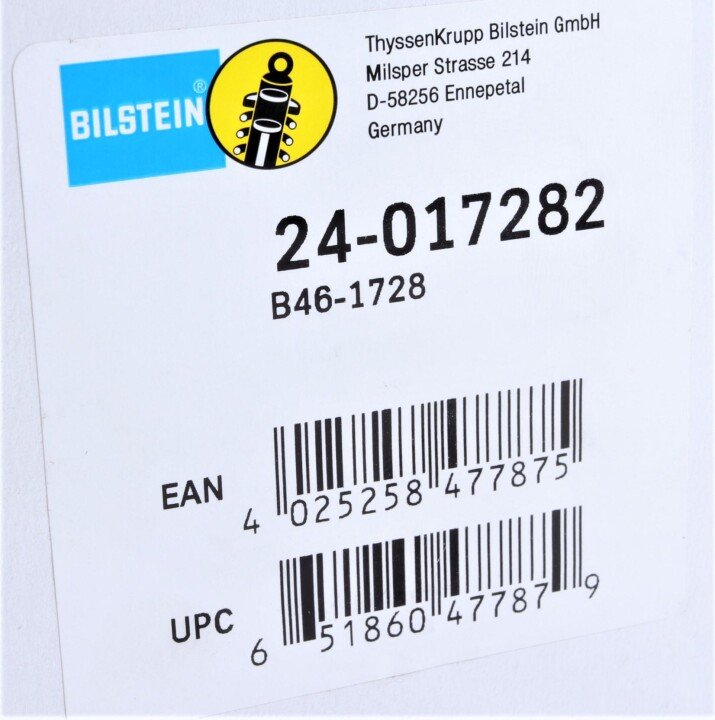 BILSTEIN®
ThyssenKrupp Bilstein GmbH
Milsper Strasse 214
D-58256 Ennepetal
Germany
24-017282
B46-1728
EAN
4 025258 477875
UPC
6 51860 47787 9